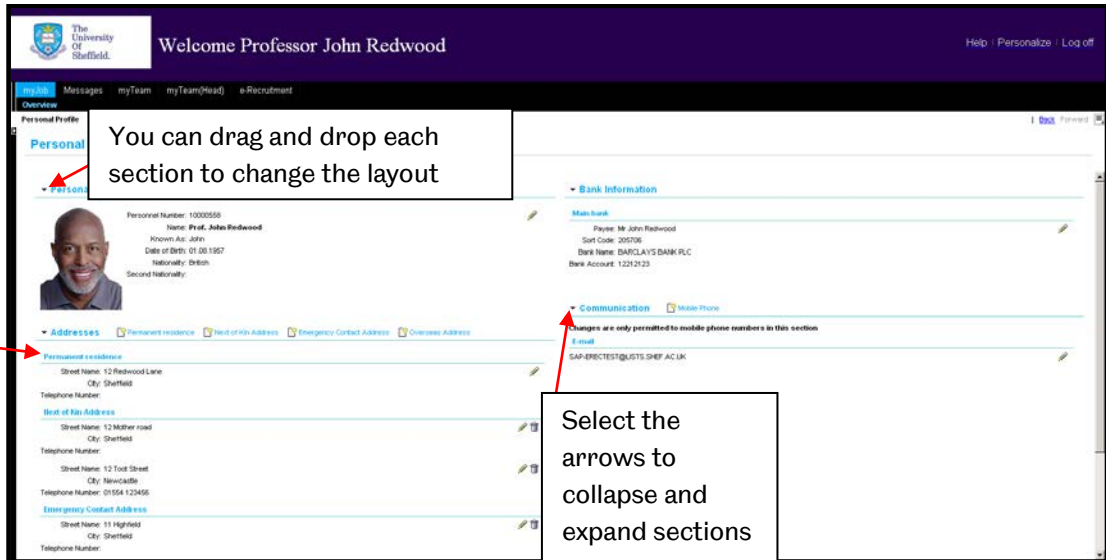 The
University
Of
Sheffield.
Welcome Professor John Redwood
Help | Personalize | Log off
myJob Messages myTeam myTeam(Head) e-Recruitment
Overview
Personal Profile
| Back Forward
Personal
You can drag and drop each
section to change the layout
Persona
Personnel Number: 10000558
Name: Prof. John Redwood
Known As: John
Date of Birth: 01.08.1957
Nationality: British
Second Nationality:
Addresses Permanent residence Next of Kin Address Emergency Contact Address Overseas Address
Permanent residence
Street Name: 12 Redwood Lane
City: Sheffield
Telephone Number:
Next of Kin Address
Street Name: 12 Mother road
City: Sheffield
Telephone Number:
Street Name: 12 Toot Street
City: Newcastle
Telephone Number: 01554 123456
Emergency Contact Address
Street Name: 11 Highfield
City: Sheffield
Telephone Number:
Bank Information
Main bank
Payee: Mr John Redwood
Sort Code: 205706
Bank Name: BARCLAYS BANK PLC
Bank Account: 12212123
Communication Mobile Phone
Changes are only permitted to mobile phone numbers in this section
E-mail
SAP-ERECTEST@LISTS.SHEF.AC.UK
Select the
arrows to
collapse and
expand sections